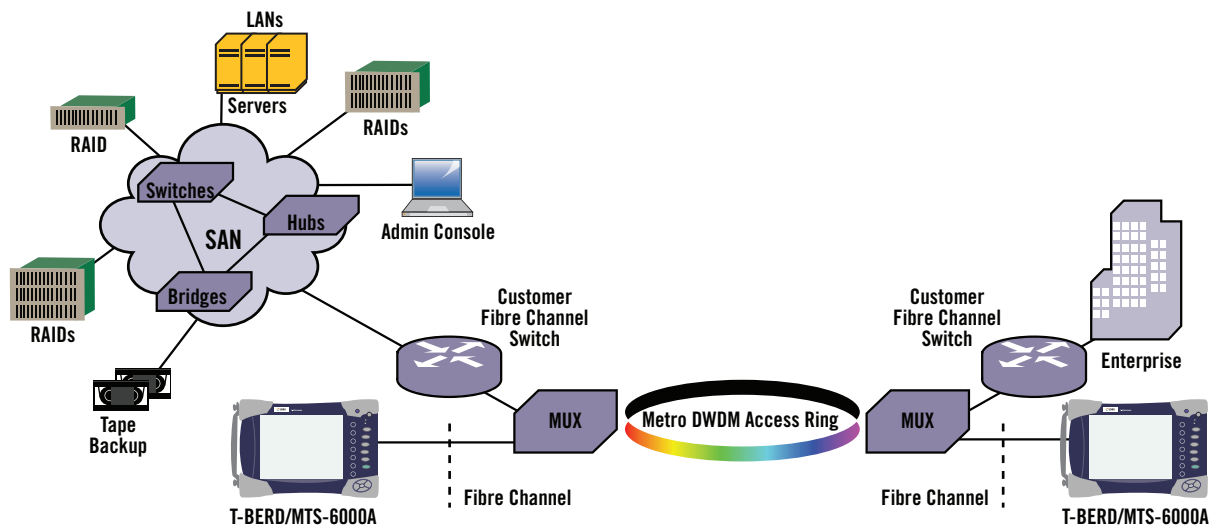 LANs
Servers
RAID
RAIDs
Switches
Hubs
SAN
Admin Console
Bridges
RAIDs
Tape
Backup
Customer
Fibre Channel
Switch
Customer
Fibre Channel
Switch
Enterprise
MUX
Metro DWDM Access Ring
MUX
Fibre Channel
Fibre Channel
T-BERD/MTS-6000A
T-BERD/MTS-6000A